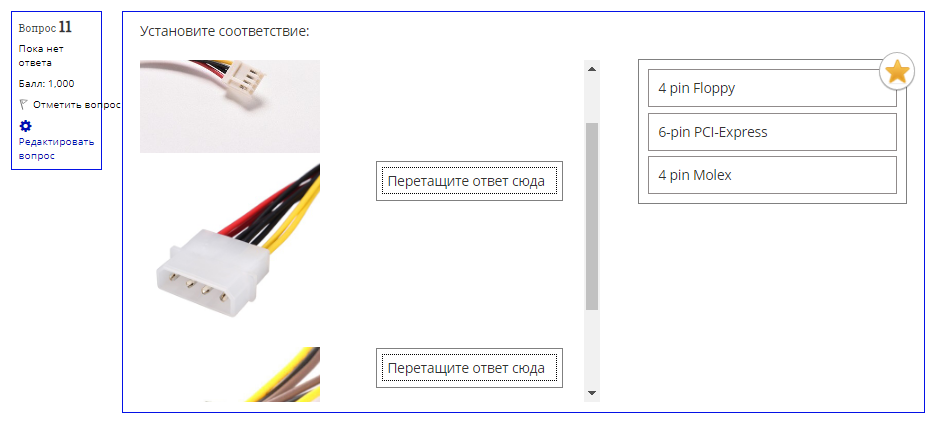 Вопрос 11
Пока нет
ответа
Балл: 1,000
Отметить вопрос
Редактировать
вопрос
Установите соответствие:
Перетащите ответ сюда
Перетащите ответ сюда
4 pin Floppy
6-pin PCI-Express
4 pin Molex